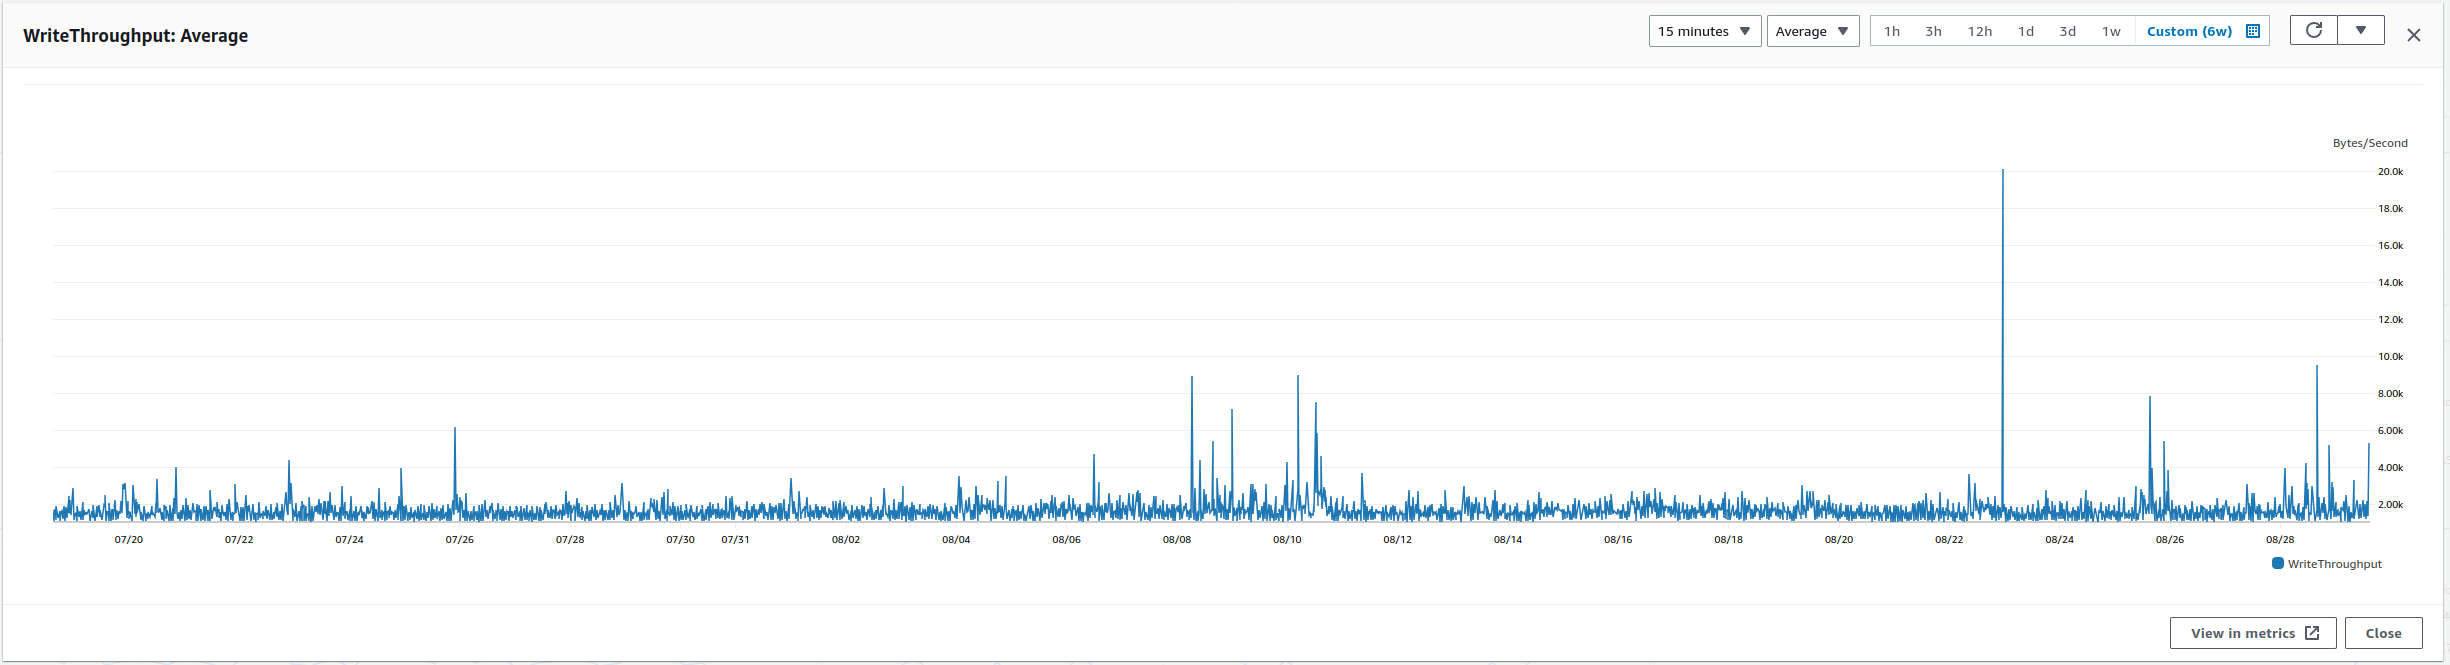 WriteThroughput: Average
15 minutes
Average
1h 3h 12h 1d 3d 1w Custom (6w)
Bytes/Second
20.0k
18.0k
16.0k
14.0k
12.0k
10.0k
8.00k
6.00k
4.00k
2.00k
07/20 07/22 07/24 07/26 07/28 07/30 07/31 08/02 08/04 08/06 08/08 08/10 08/12 08/14 08/16 08/18 08/20 08/22 08/24 08/26 08/28
WriteThroughput
View in metrics
Close